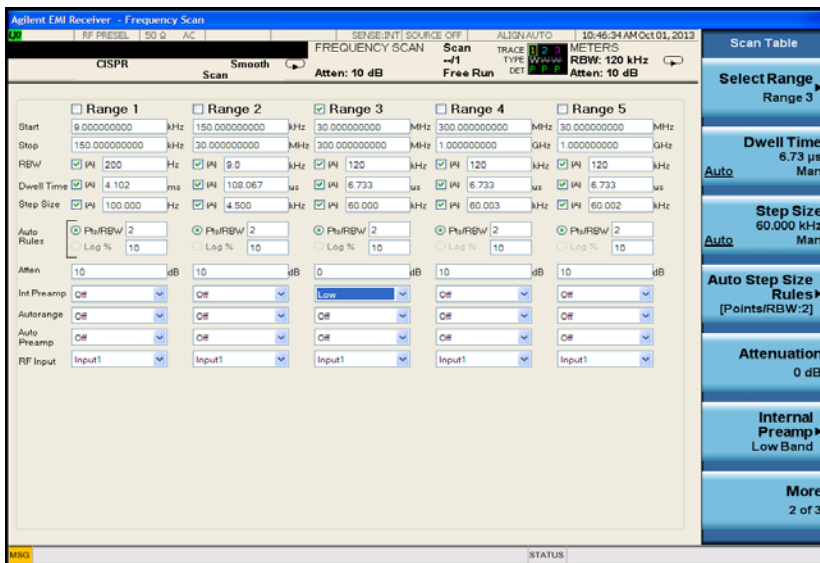 Agilent EMI Receiver - Frequency Scan
LXI RF PRESEL 50 Ω AC SENSE:INT SOURCE OFF ALIGN AUTO 10:46:34 AM Oct 01, 2013
FREQUENCY SCAN Scan TRACE 1 2 3 METERS
--/1 TYPE W W W RBW: 120 kHz
CISPR Smooth Scan Atten: 10 dB Free Run DET P P P Atten: 10 dB
Range 1 Range 2 Range 3 Range 4 Range 5
Start 9.000000000 kHz 150.000000000 kHz 30.000000000 MHz 300.000000000 MHz 30.000000000 MHz
Stop 150.000000000 kHz 30.000000000 MHz 300.000000000 MHz 1.000000000 GHz 1.000000000 GHz
RBW [A] 200 Hz [A] 9.0 kHz [A] 120 kHz [A] 120 kHz [A] 120 kHz
Dwell Time [A] 4.102 ms [A] 108.067 us [A] 6.733 us [A] 6.733 us [A] 6.733 us
Step Size [A] 100.000 Hz [A] 4.500 kHz [A] 60.000 kHz [A] 60.003 kHz [A] 60.002 kHz
Auto Rules
Pts/RBW 2 Pts/RBW 2 Pts/RBW 2 Pts/RBW 2 Pts/RBW 2
Log % 10 Log % 10 Log % 10 Log % 10 Log % 10
Atten 10 dB 10 dB 0 dB 10 dB 10 dB
Int Preamp Off Off Low Off Off
Autorange Off Off Off Off Off
Auto Preamp Off Off Off Off Off
RF Input Input1 Input1 Input1 Input1 Input1
Scan Table
Select Range
Range 3
Dwell Time
6.73 µs
Auto Man
Step Size
60.000 kHz
Auto Man
Auto Step Size
Rules
[Points/RBW:2]
Attenuation
0 dB
Internal
Preamp
Low Band
More
2 of 3
MSG STATUS